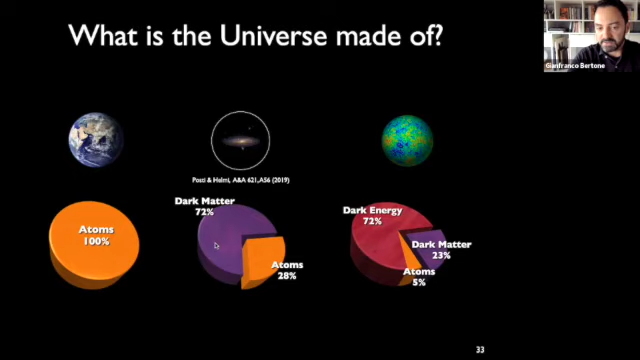 What is the Universe made of?
Gianfranco Bertone
Posti & Helmi, A&A 621,A56 (2019)
Atoms
100%
Dark Matter
72%
Atoms
28%
Dark Energy
72%
Dark Matter
23%
Atoms
5%
33